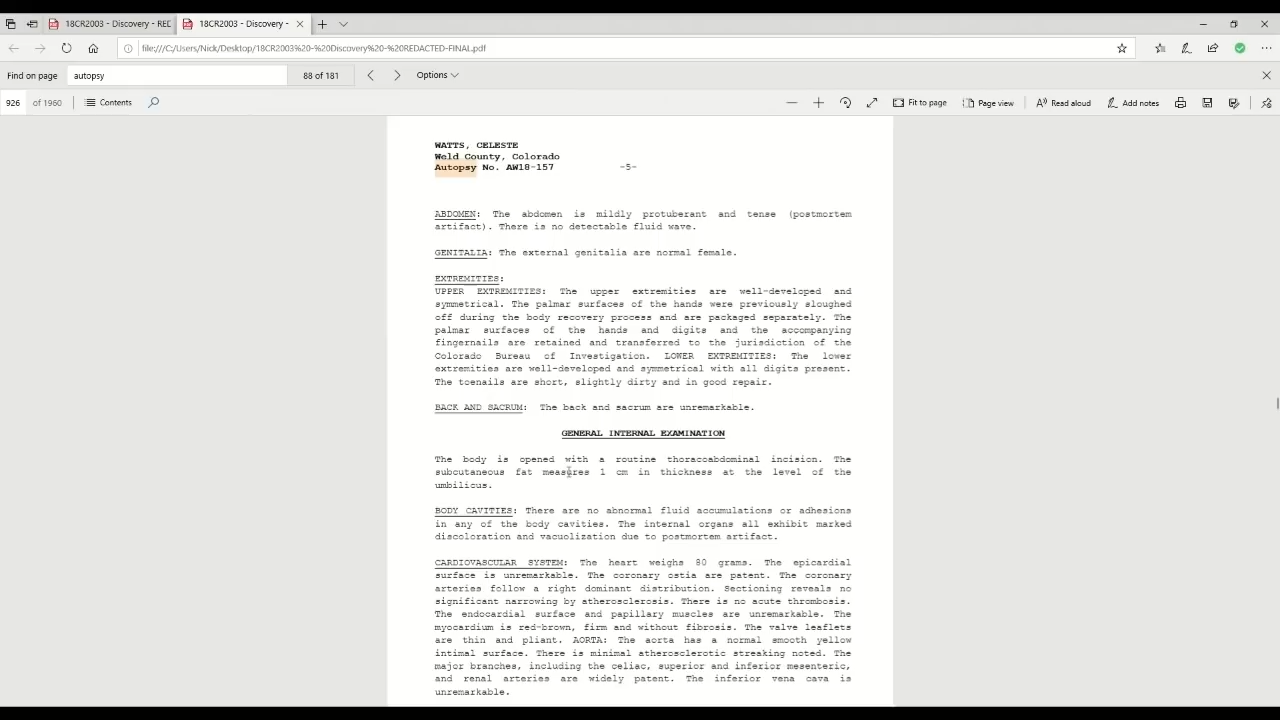 18CR2003 - Discovery - RED
18CR2003 - Discovery -
file:///C:/Users/Nick/Desktop/18CR2003%20-%20Discovery%20-%20REDACTED-FINAL.pdf
Find on page
autopsy
88 of 181
Options
926 of 1960
Contents
Fit to page
Page view
Read aloud
Add notes
WATTS, CELESTE
Weld County, Colorado
Autopsy No. AW18-157 -5-
ABDOMEN: The abdomen is mildly protuberant and tense (postmortem
artifact). There is no detectable fluid wave.
GENITALIA: The external genitalia are normal female.
EXTREMITIES:
UPPER EXTREMITIES: The upper extremities are well-developed and
symmetrical. The palmar surfaces of the hands were previously sloughed
off during the body recovery process and are packaged separately. The
palmar surfaces of the hands and digits and the accompanying
fingernails are retained and transferred to the jurisdiction of the
Colorado Bureau of Investigation. LOWER EXTREMITIES: The lower
extremities are well-developed and symmetrical with all digits present.
The toenails are short, slightly dirty and in good repair.
BACK AND SACRUM: The back and sacrum are unremarkable.
GENERAL INTERNAL EXAMINATION
The body is opened with a routine thoracoabdominal incision. The
subcutaneous fat measures 1 cm in thickness at the level of the
umbilicus.
BODY CAVITIES: There are no abnormal fluid accumulations or adhesions
in any of the body cavities. The internal organs all exhibit marked
discoloration and vacuolization due to postmortem artifact.
CARDIOVASCULAR SYSTEM: The heart weighs 80 grams. The epicardial
surface is unremarkable. The coronary ostia are patent. The coronary
arteries follow a right dominant distribution. Sectioning reveals no
significant narrowing by atherosclerosis. There is no acute thrombosis.
The endocardial surface and papillary muscles are unremarkable. The
myocardium is red-brown, firm and without fibrosis. The valve leaflets
are thin and pliant. AORTA: The aorta has a normal smooth yellow
intimal surface. There is minimal atherosclerotic streaking noted. The
major branches, including the celiac, superior and inferior mesenteric,
and renal arteries are widely patent. The inferior vena cava is
unremarkable.